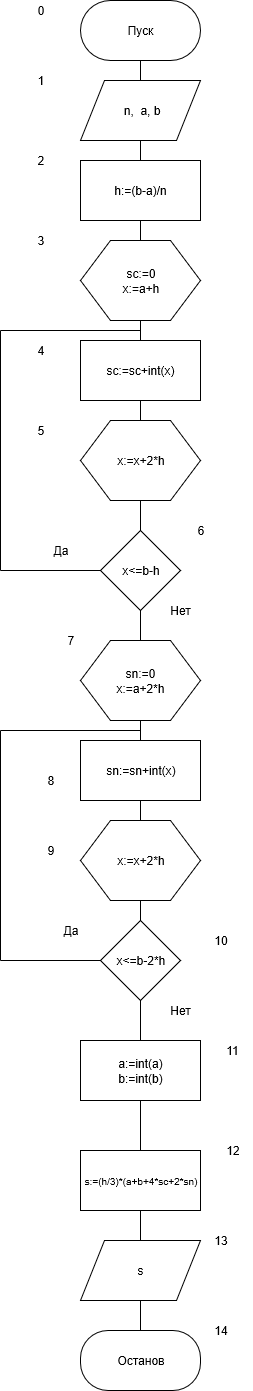 0
Пуск
1
n, a, b
2
h:=(b-a)/n
3
sc:=0
x:=a+h
4
sc:=sc+int(x)
5
x:=x+2*h
6
Да
x<=b-h
Нет
7
sn:=0
x:=a+2*h
8
sn:=sn+int(x)
9
x:=x+2*h
Да
10
x<=b-2*h
Нет
11
a:=int(a)
b:=int(b)
12
s:=(h/3)*(a+b+4*sc+2*sn)
13
s
14
Останов